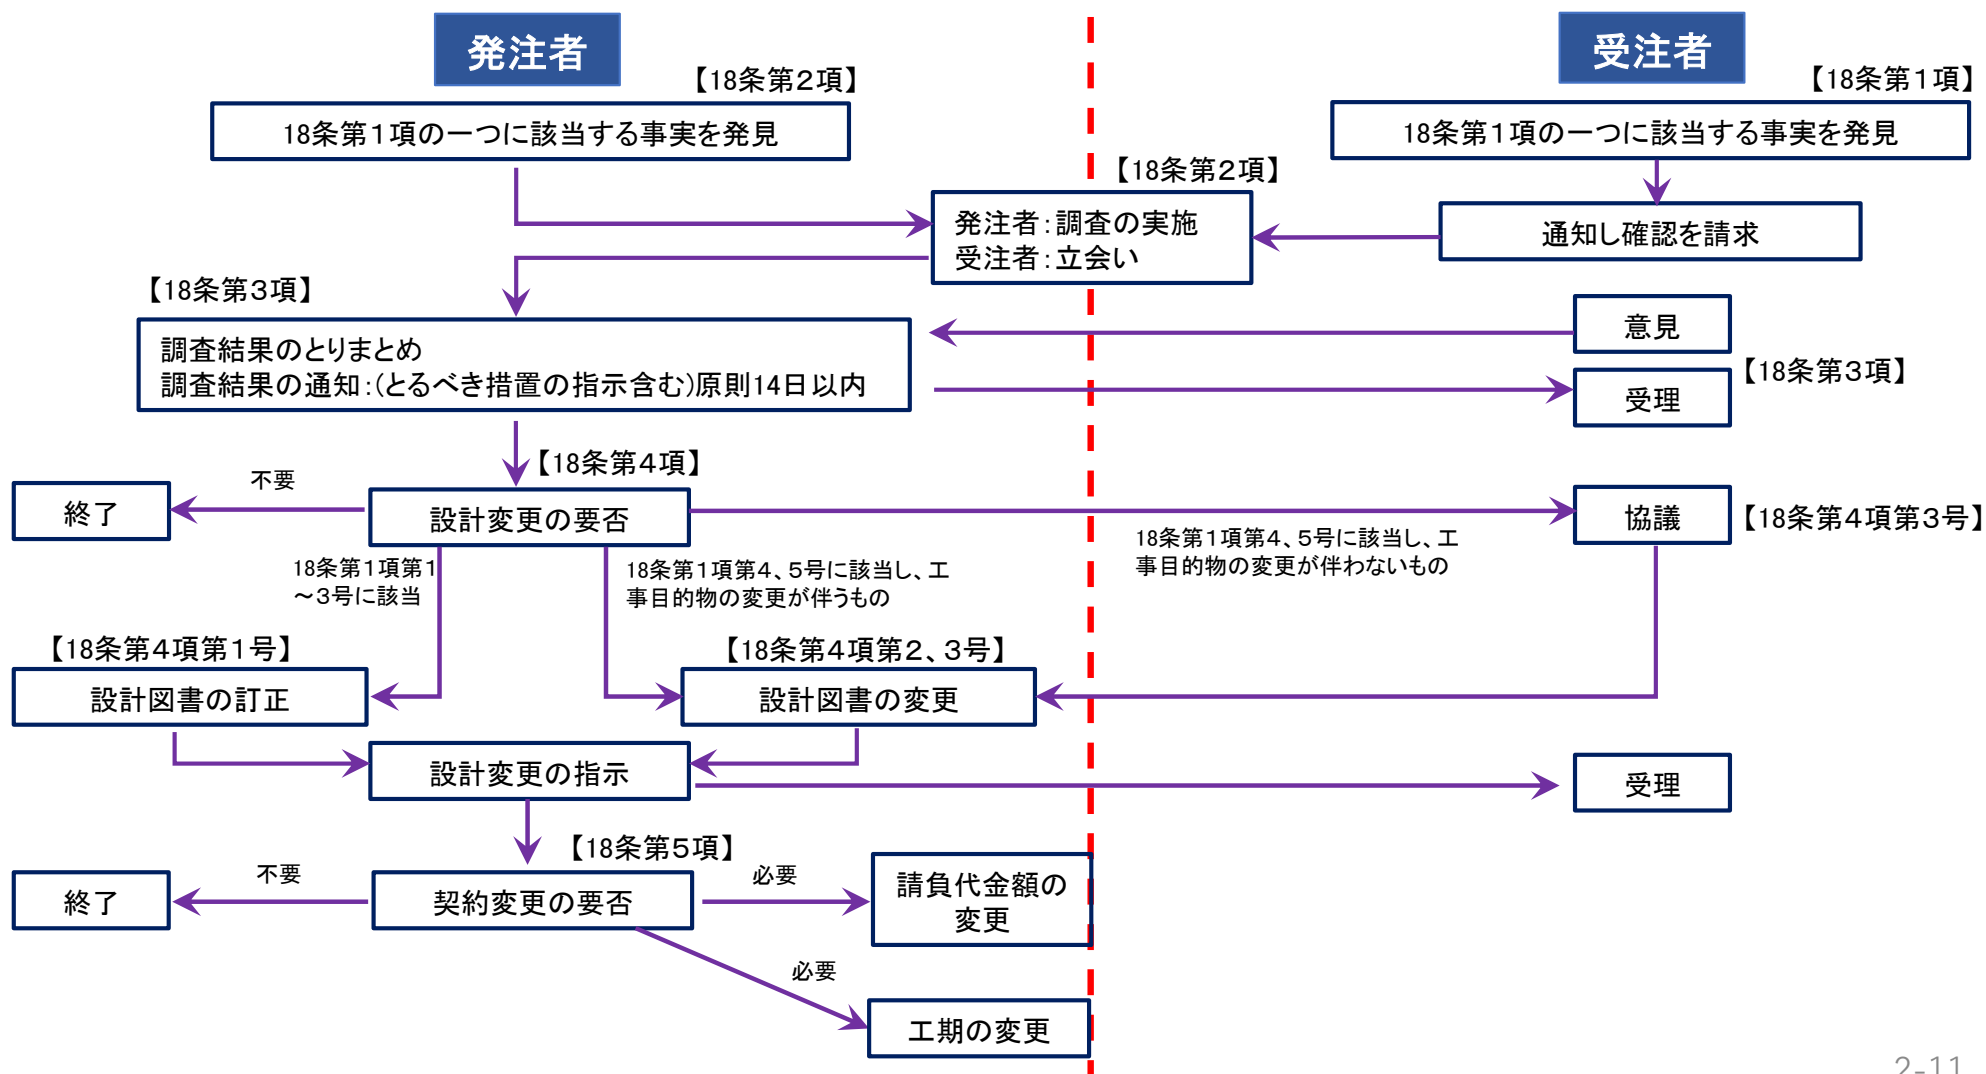 発注者
受注者
【18条第2項】
【18条第1項】
18条第1項の一つに該当する事実を発見
18条第1項の一つに該当する事実を発見
【18条第2項】
発注者：調査の実施
受注者：立会い
通知し確認を請求
【18条第3項】
意見
調査結果のとりまとめ
調査結果の通知：(とるべき措置の指示含む)原則14日以内
【18条第3項】
受理
【18条第4項】
不要
終了
設計変更の要否
協議
【18条第4項第3号】
18条第1項第4、5号に該当し、工
事目的物の変更が伴わないもの
18条第1項第1
～3号に該当
18条第1項第4、5号に該当し、工
事目的物の変更が伴うもの
【18条第4項第1号】
【18条第4項第2、3号】
設計図書の訂正
設計図書の変更
設計変更の指示
受理
【18条第5項】
不要
必要
終了
契約変更の要否
請負代金額の
変更
必要
工期の変更
2-11